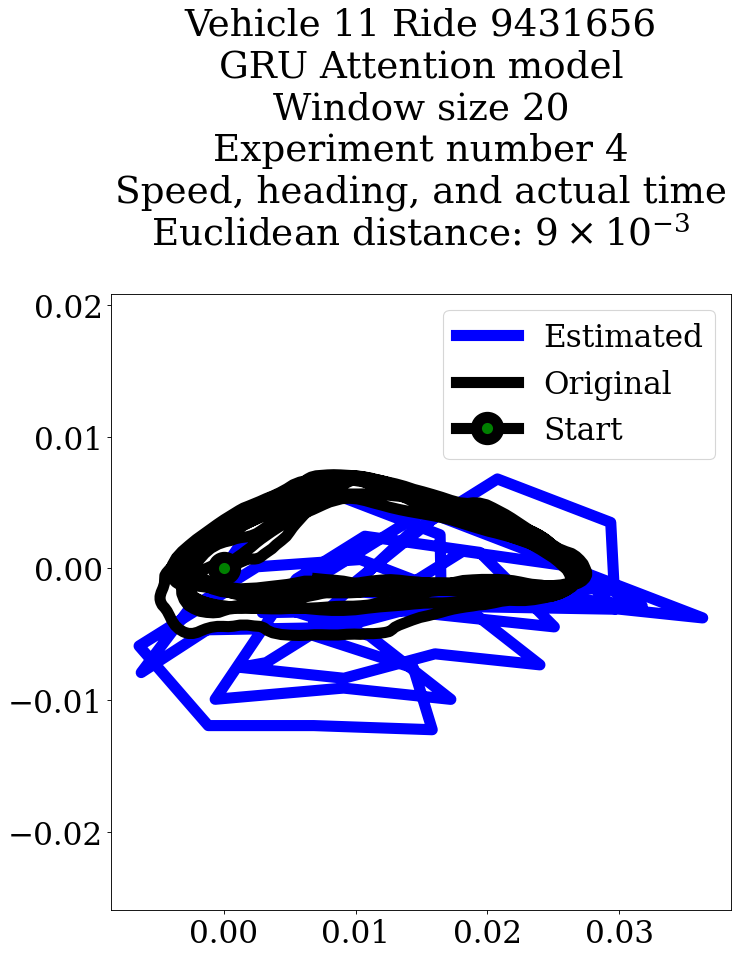 Vehicle 11 Ride 9431656
GRU Attention model
Window size 20
Experiment number 4
Speed, heading, and actual time
Euclidean distance: 9 × 10⁻³
0.02
0.01
0.00
−0.01
−0.02
Estimated
Original
Start
0.00 0.01 0.02 0.03